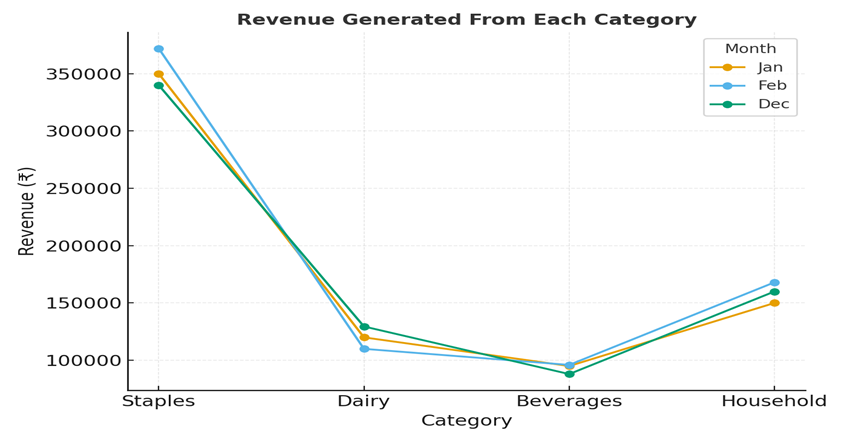 Revenue Generated From Each Category
Month
Jan
Feb
Dec
Revenue (₹)
350000
300000
250000
200000
150000
100000
Staples Dairy Beverages Household
Category